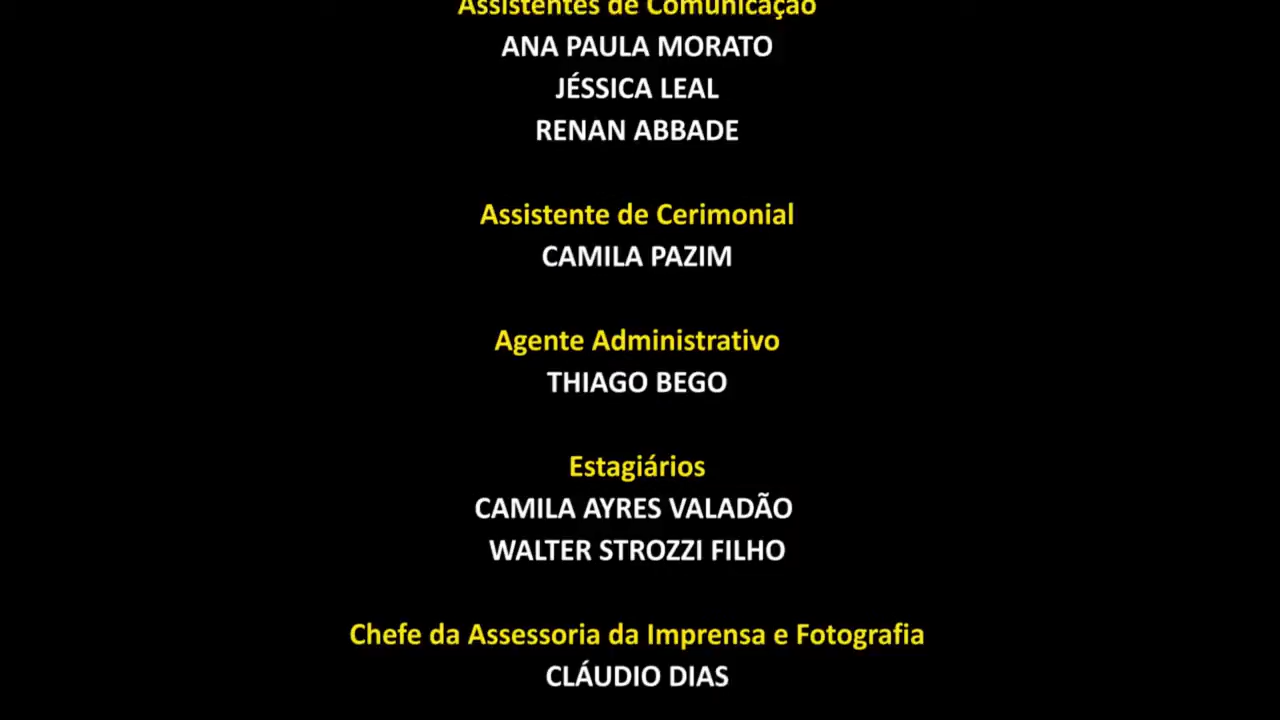 Assistentes de Comunicação
ANA PAULA MORATO
JÉSSICA LEAL
RENAN ABBADE
Assistente de Cerimonial
CAMILA PAZIM
Agente Administrativo
THIAGO BEGO
Estagiários
CAMILA AYRES VALADÃO
WALTER STROZZI FILHO
Chefe da Assessoria da Imprensa e Fotografia
CLÁUDIO DIAS